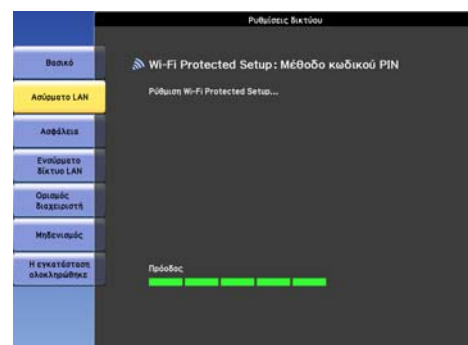 Ρυθμίσεις δικτύου
Βασικό
Wi-Fi Protected Setup: Μέθοδο κωδικού PIN
Ασύρματο LAN
Ρύθμιση Wi-Fi Protected Setup...
Ασφάλεια
Ενσύρματο
δίκτυο LAN
Ορισμός
διαχειριστή
Μηδενισμός
Η εγκατάσταση
ολοκληρώθηκε
Πρόοδος